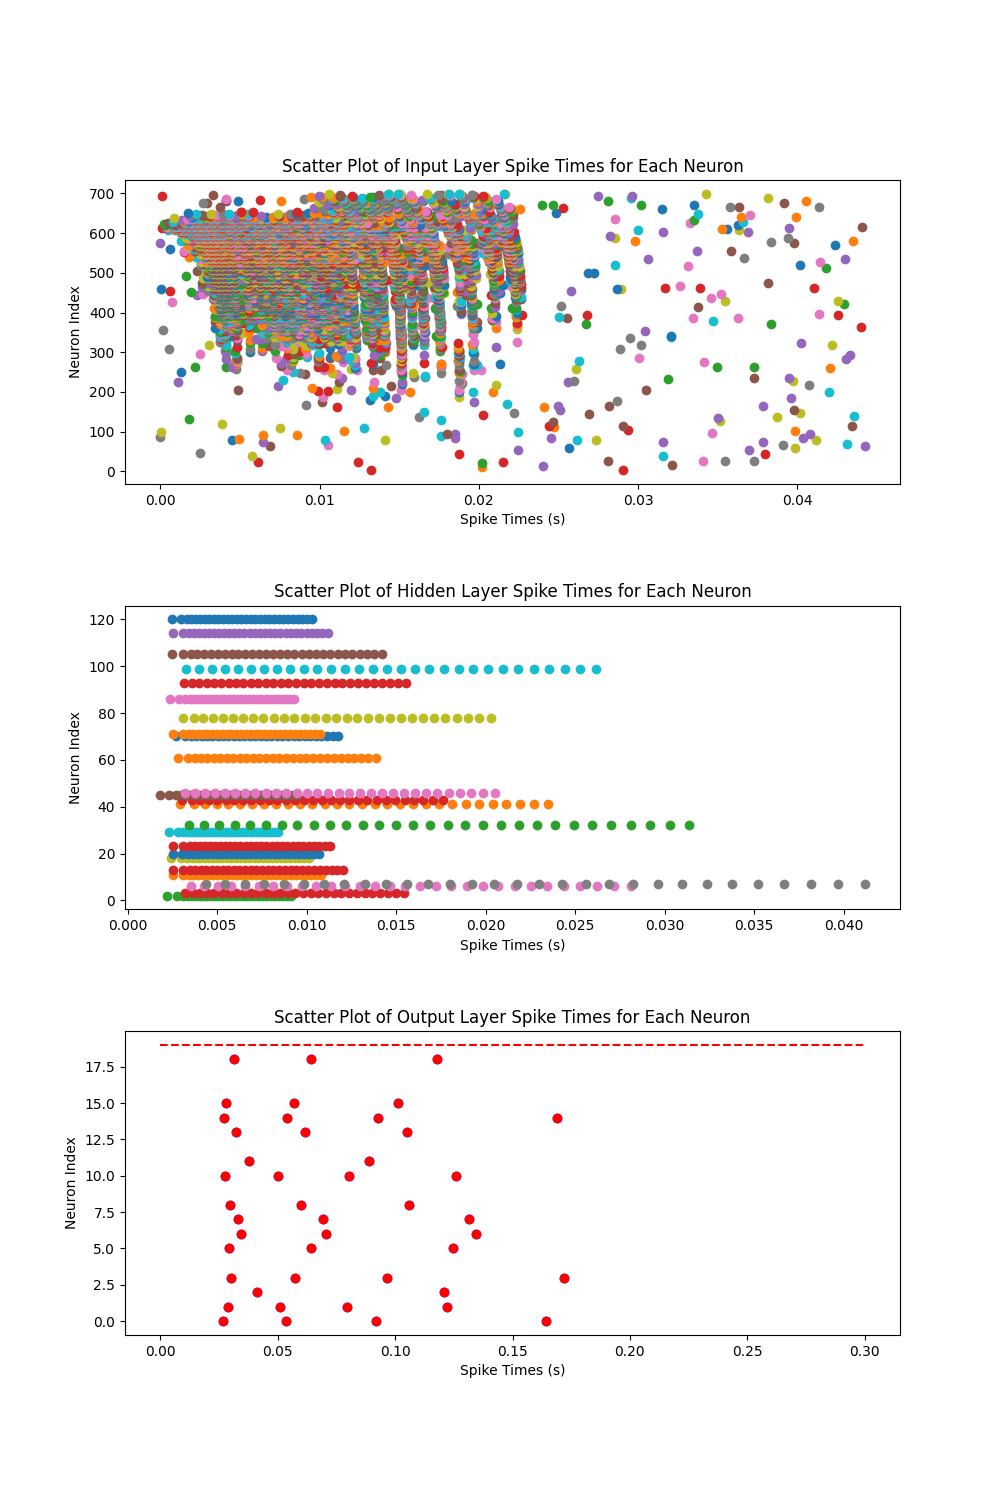 Scatter Plot of Input Layer Spike Times for Each Neuron
700
600
500
400
300
200
100
0
Neuron Index
0.00 0.01 0.02 0.03 0.04
Spike Times (s)
Scatter Plot of Hidden Layer Spike Times for Each Neuron
120
100
80
60
40
20
0
Neuron Index
0.000 0.005 0.010 0.015 0.020 0.025 0.030 0.035 0.040
Spike Times (s)
Scatter Plot of Output Layer Spike Times for Each Neuron
17.5
15.0
12.5
10.0
7.5
5.0
2.5
0.0
Neuron Index
0.00 0.05 0.10 0.15 0.20 0.25 0.30
Spike Times (s)